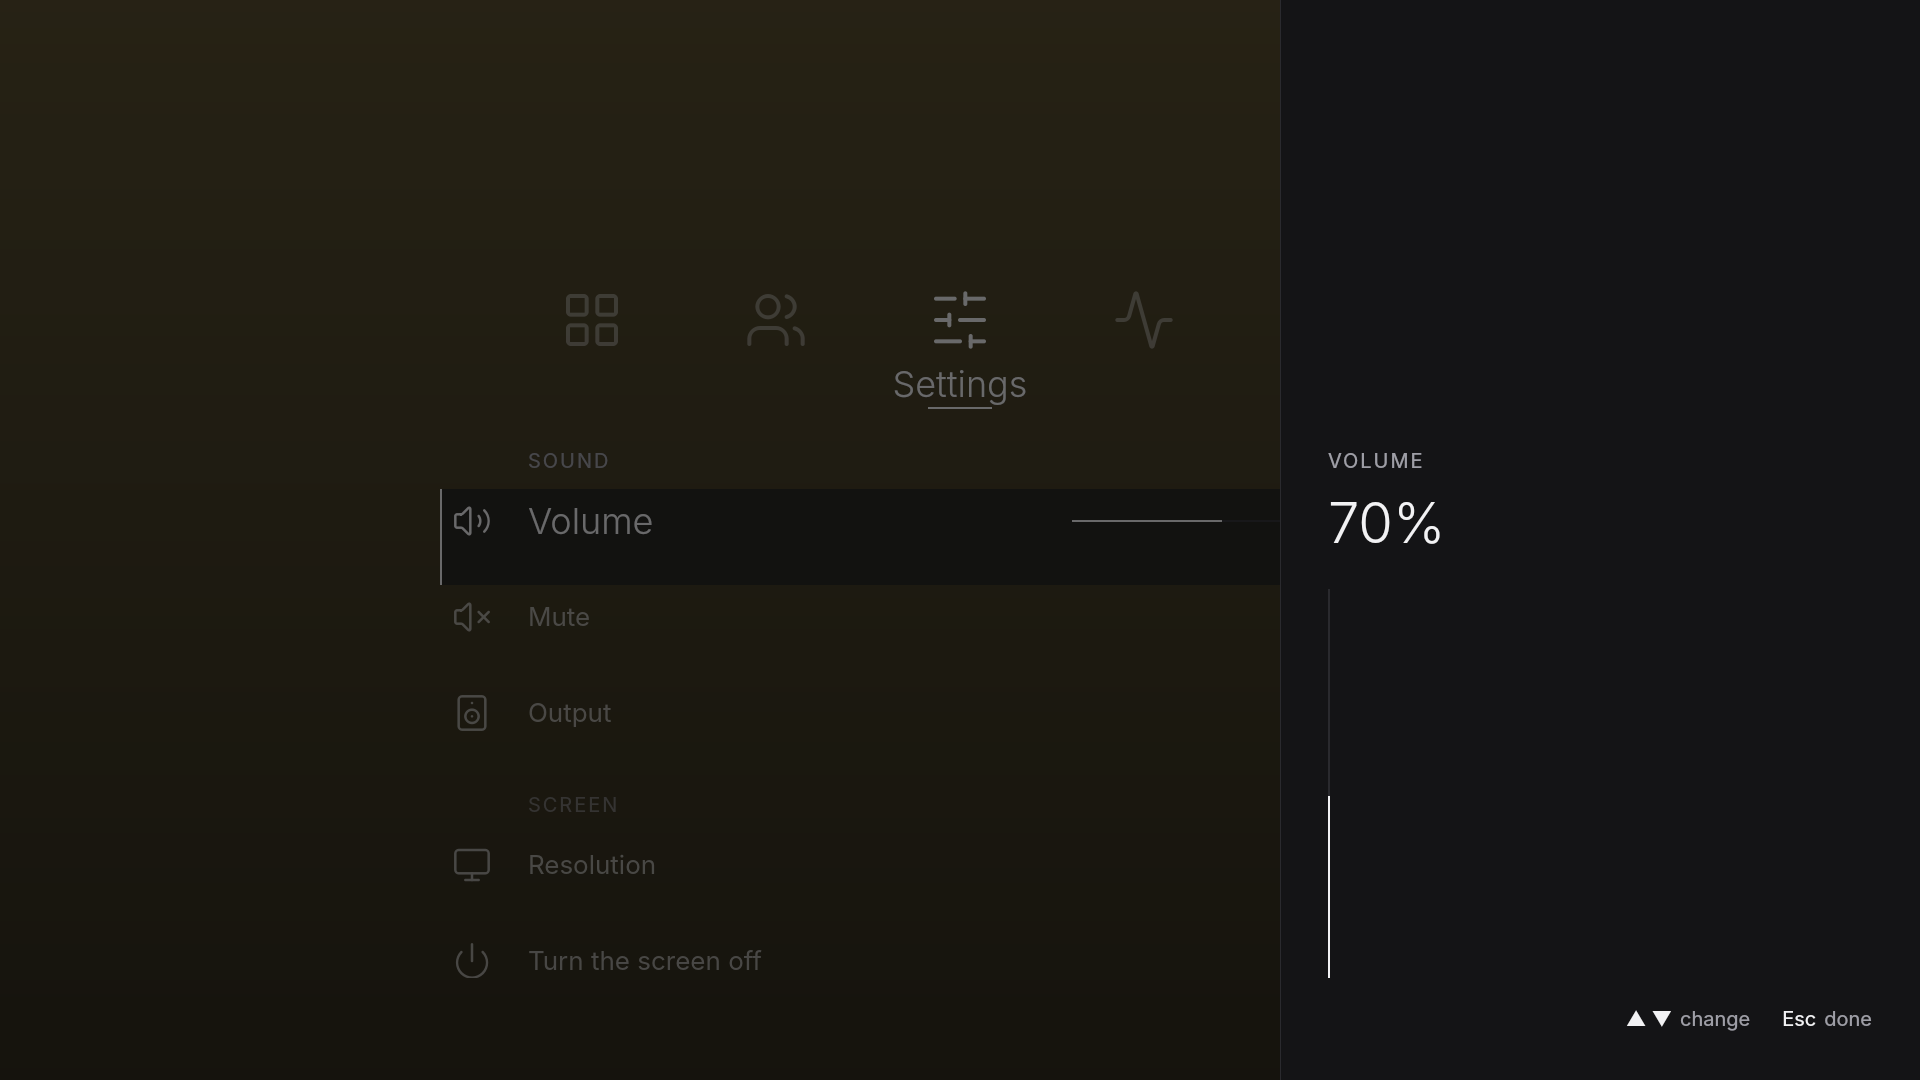 Settings
SOUND
Volume
Mute
Output
SCREEN
Resolution
Turn the screen off
VOLUME
70%
▲▼ change Esc done